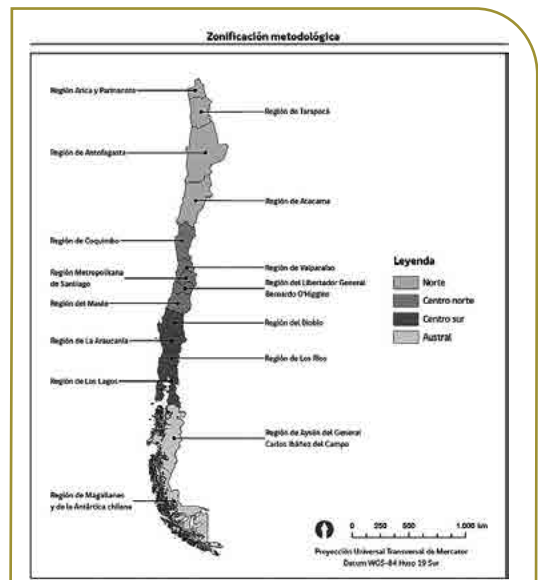 Zonificación metodológica
Región Arica y Parinacota
Región de Tarapacá
Región de Antofagasta
Región de Atacama
Región de Coquimbo
Región de Valparaíso
Región Metropolitana
de Santiago
Región del Libertador General
Bernardo O'Higgins
Región del Maule
Región del Biobío
Región de La Araucanía
Región de Los Ríos
Región de Los Lagos
Región de Aysén del General
Carlos Ibáñez del Campo
Región de Magallanes
y de la Antártica chilena
Leyenda
Norte
Centro norte
Centro sur
Austral
0 250 500 1.000 km
Proyección Universal Transversal de Mercator
Datum WGS-84 Huso 19 Sur